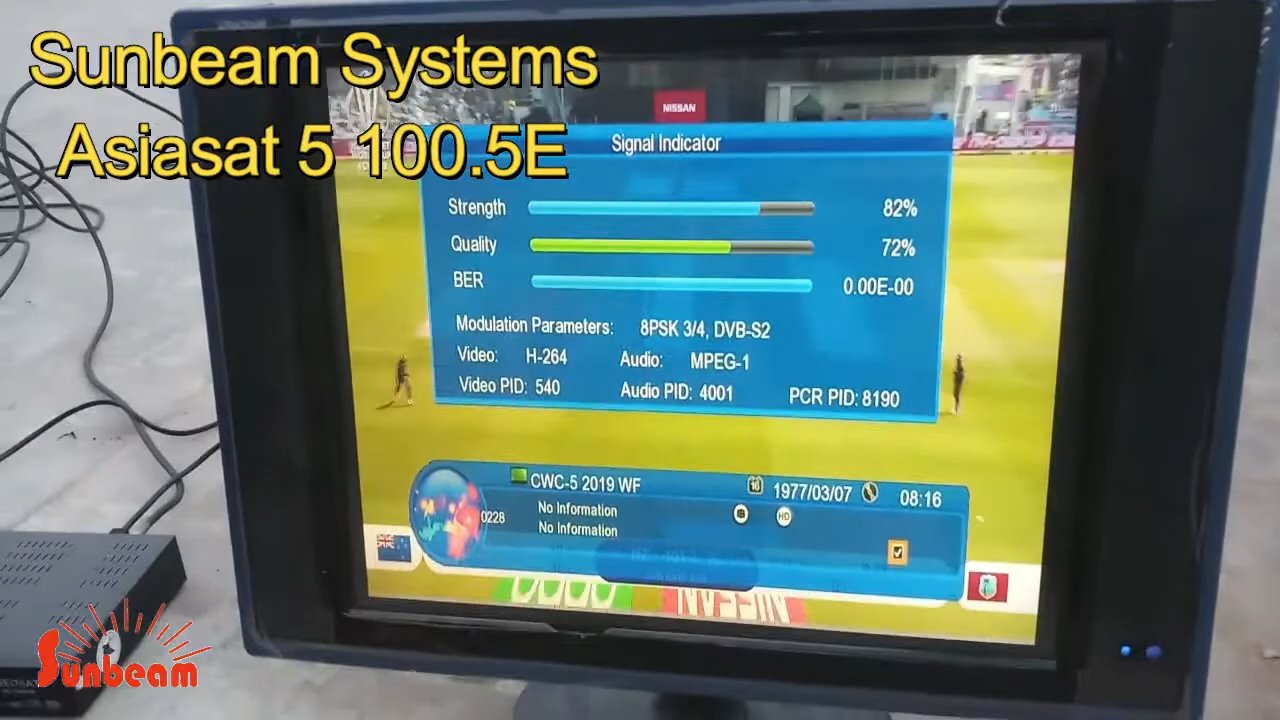 Sunbeam Systems
Asiasat 5 100.5E
NISSAN
Signal Indicator
Strength 82%
Quality 72%
BER 0.00E-00
Modulation Parameters: 8PSK 3/4, DVB-S2
Video: H-264 Audio: MPEG-1
Video PID: 540 Audio PID: 4001 PCR PID: 8190
CWC-5 2019 WF 1977/03/07 08:16
0228 No Information HD
No Information
NISSAN
Sunbeam